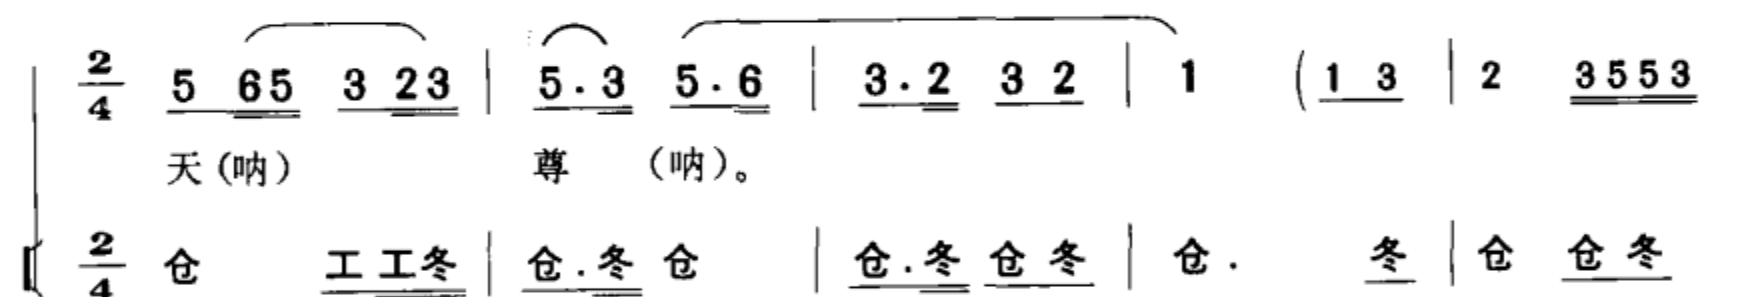 2/4 5 65 3 23 | 5.3 5.6 | 3.2 3 2 | 1 (1 3 | 2 3553
天(呐) 尊 (呐)。
2/4 仓 工工冬 | 仓.冬 仓 | 仓.冬 仓冬 | 仓. 冬 | 仓 仓冬